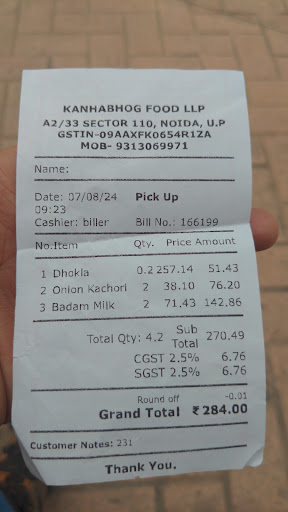 KANHABHOG FOOD LLP
A2/33 SECTOR 110, NOIDA, U.P
GSTIN-09AAXFK0654R1ZA
MOB- 9313069971
Name:
Date: 07/08/24 Pick Up
09:23
Cashier: biller Bill No.: 166199
No.Item Qty. Price Amount
1 Dhokla 0.2 257.14 51.43
2 Onion Kachori 2 38.10 76.20
3 Badam Milk 2 71.43 142.86
Total Qty: 4.2 Sub Total 270.49
CGST 2.5% 6.76
SGST 2.5% 6.76
Round off -0.01
Grand Total ₹ 284.00
Customer Notes: 231
Thank You.